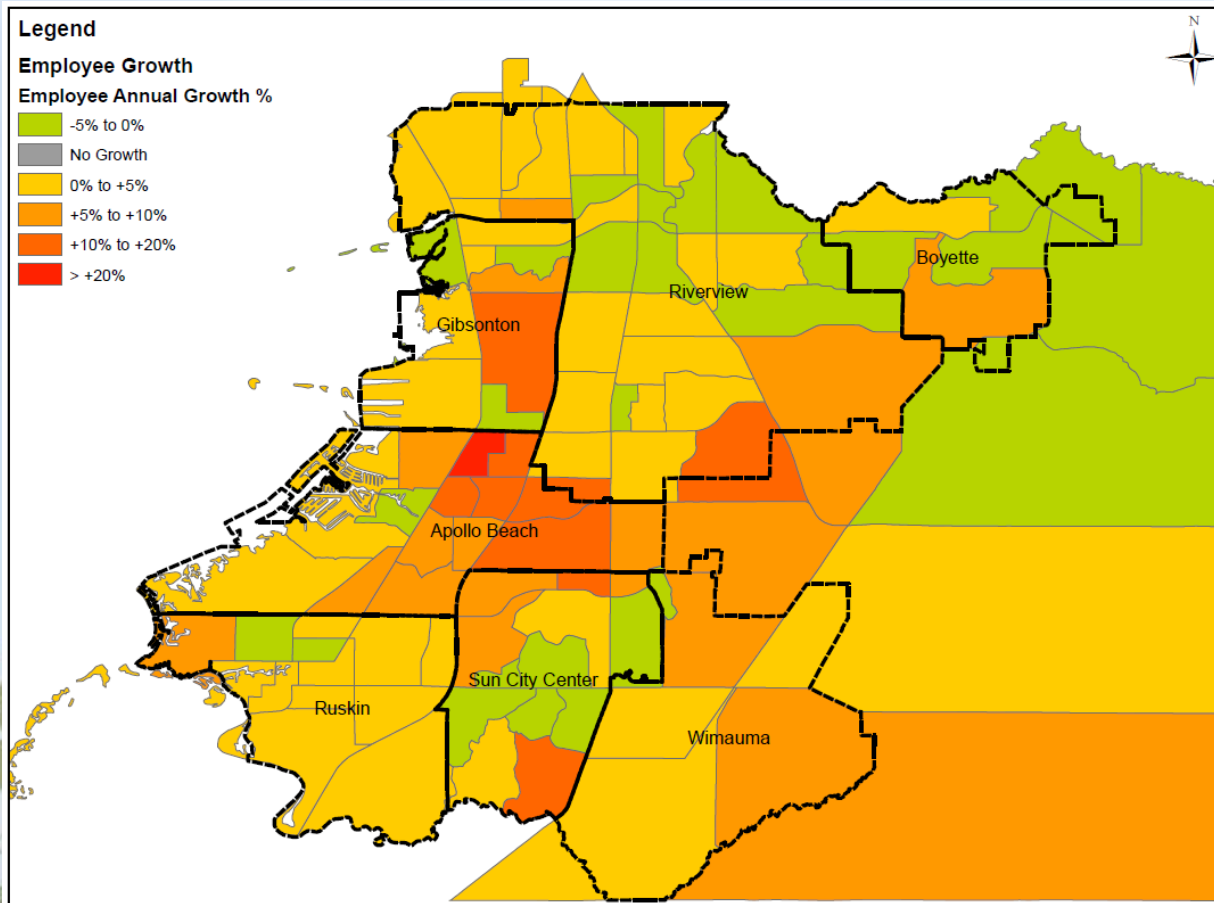 Legend
N
Employee Growth
Employee Annual Growth %
-5% to 0%
No Growth
0% to +5%
+5% to +10%
+10% to +20%
> +20%
Boyette
Riverview
Gibsonton
Apollo Beach
Sun City Center
Ruskin
Wimauma